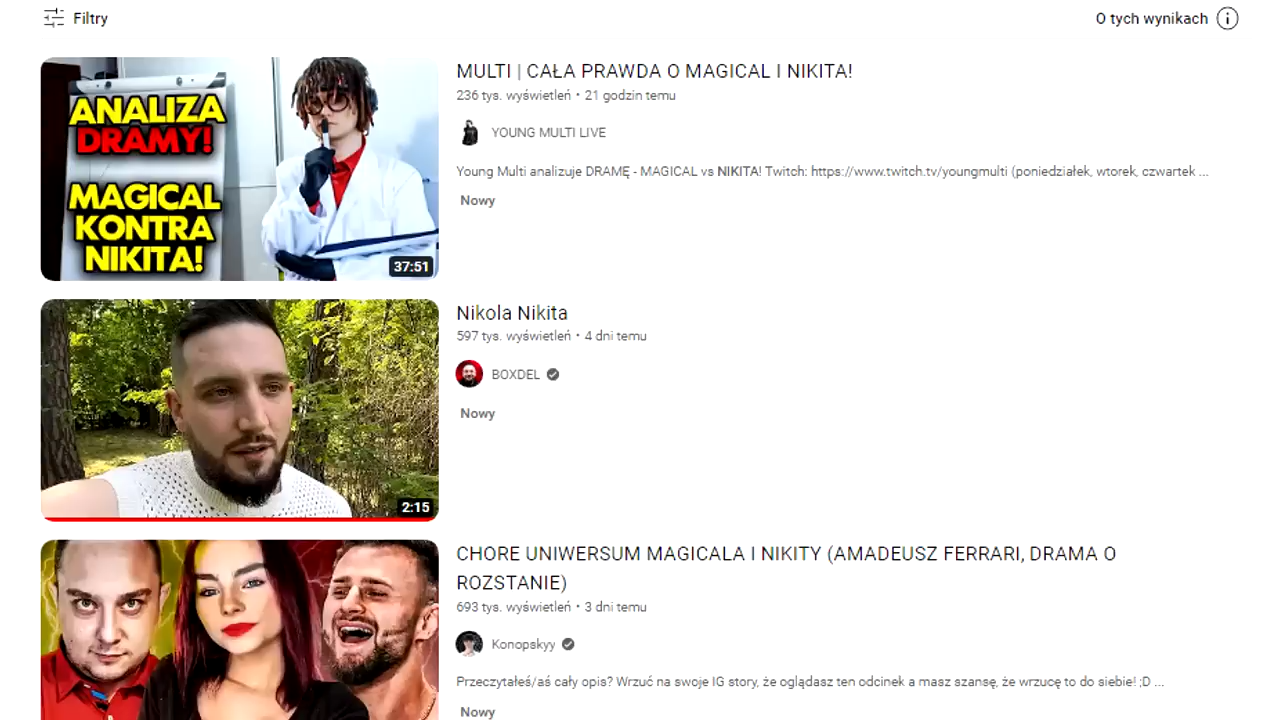 Filtry
O tych wynikach
ANALIZA
DRAMY!
MAGICAL
KONTRA
NIKITA!
37:51
MULTI | CAŁA PRAWDA O MAGICAL I NIKITA!
236 tys. wyświetleń • 21 godzin temu
YOUNG MULTI LIVE
Young Multi analizuje DRAMĘ - MAGICAL vs NIKITA! Twitch: https://www.twitch.tv/youngmulti (poniedziałek, wtorek, czwartek ...
Nowy
2:15
Nikola Nikita
597 tys. wyświetleń • 4 dni temu
BOXDEL
Nowy
CHORE UNIWERSUM MAGICALA I NIKITY (AMADEUSZ FERRARI, DRAMA O
ROZSTANIE)
693 tys. wyświetleń • 3 dni temu
Konopskyy
Przeczytałeś/aś cały opis? Wrzuć na swoje IG story, że oglądasz ten odcinek a masz szansę, że wrzucę to do siebie! ;D ...
Nowy